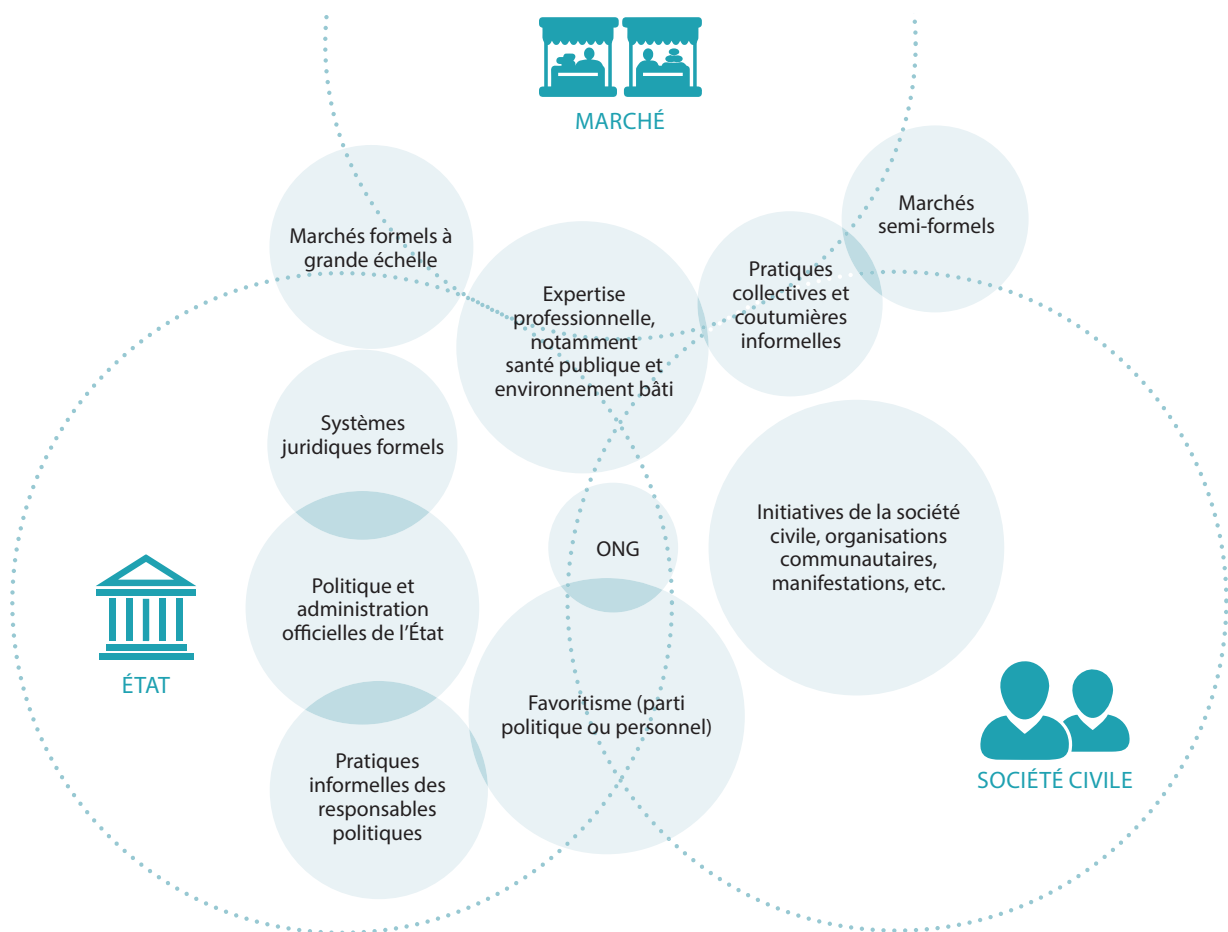 MARCHÉ
Marchés
semi-formels
Marchés formels à
grande échelle
Pratiques
collectives et
coutumières
informelles
Expertise
professionnelle,
notamment
santé publique et
environnement bâti
Systèmes
juridiques formels
Initiatives de la société
civile, organisations
communautaires,
manifestations, etc.
ONG
Politique et
administration
officielles de l’État
ÉTAT
Favoritisme (parti
politique ou personnel)
Pratiques
informelles des
responsables
politiques
SOCIÉTÉ CIVILE